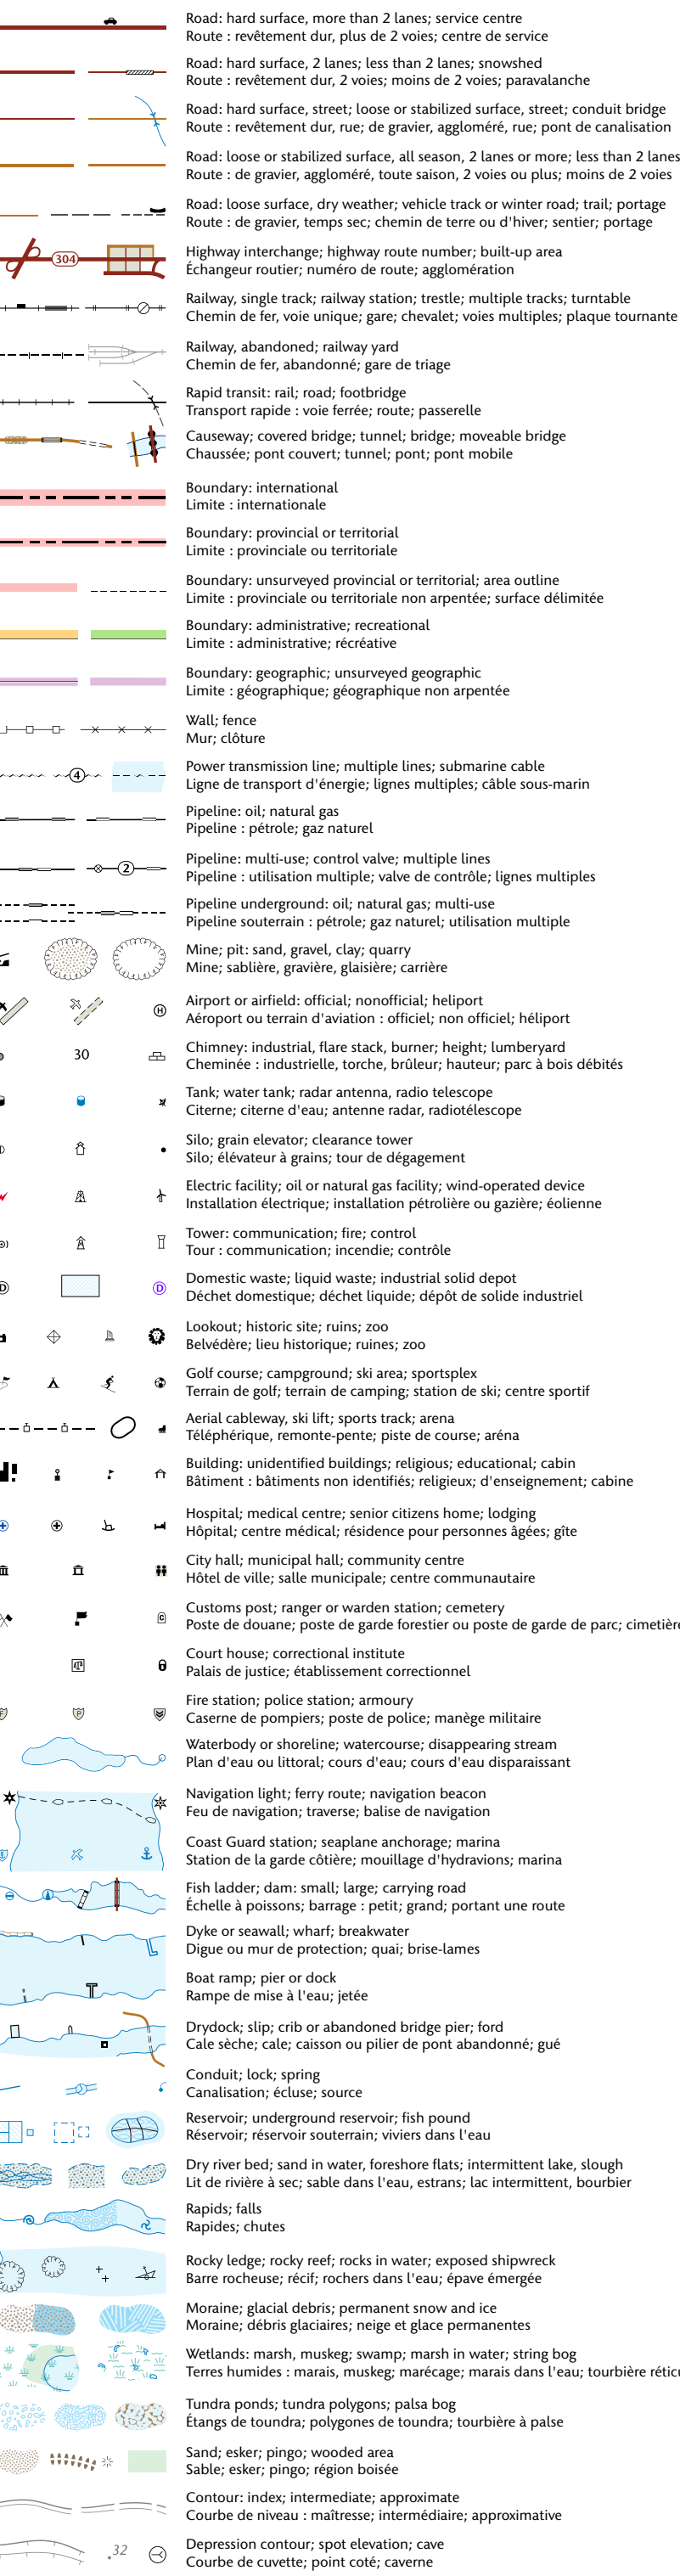 Road: hard surface, more than 2 lanes; service centre
Route : revêtement dur, plus de 2 voies; centre de service
Road: hard surface, 2 lanes; less than 2 lanes; snowshed
Route : revêtement dur, 2 voies; moins de 2 voies; paravalanche
Road: hard surface, street; loose or stabilized surface, street; conduit bridge
Route : revêtement dur, rue; de gravier, aggloméré, rue; pont de canalisation
Road: loose or stabilized surface, all season, 2 lanes or more; less than 2 lanes
Route : de gravier, aggloméré, toute saison, 2 voies ou plus; moins de 2 voies
Road: loose surface, dry weather; vehicle track or winter road; trail; portage
Route : de gravier, temps sec; chemin de terre ou d'hiver; sentier; portage
304
Highway interchange; highway route number; built-up area
Échangeur routier; numéro de route; agglomération
Railway, single track; railway station; trestle; multiple tracks; turntable
Chemin de fer, voie unique; gare; chevalet; voies multiples; plaque tournante
Railway, abandoned; railway yard
Chemin de fer, abandonné; gare de triage
Rapid transit: rail; road; footbridge
Transport rapide : voie ferrée; route; passerelle
Causeway; covered bridge; tunnel; bridge; moveable bridge
Chaussée; pont couvert; tunnel; pont; pont mobile
Boundary: international
Limite : internationale
Boundary: provincial or territorial
Limite : provinciale ou territoriale
Boundary: unsurveyed provincial or territorial; area outline
Limite : provinciale ou territoriale non arpentée; surface délimitée
Boundary: administrative; recreational
Limite : administrative; récréative
Boundary: geographic; unsurveyed geographic
Limite : géographique; géographique non arpentée
Wall; fence
Mur; clôture
4
Power transmission line; multiple lines; submarine cable
Ligne de transport d'énergie; lignes multiples; câble sous-marin
Pipeline: oil; natural gas
Pipeline : pétrole; gaz naturel
2
Pipeline: multi-use; control valve; multiple lines
Pipeline : utilisation multiple; valve de contrôle; lignes multiples
Pipeline underground: oil; natural gas; multi-use
Pipeline souterrain : pétrole; gaz naturel; utilisation multiple
Mine; pit: sand, gravel, clay; quarry
Mine; sablière, gravière, glaisière; carrière
H
Airport or airfield: official; nonofficial; heliport
Aéroport ou terrain d'aviation : officiel; non officiel; héliport
30
Chimney: industrial, flare stack, burner; height; lumberyard
Cheminée : industrielle, torche, brûleur; hauteur; parc à bois débités
Tank; water tank; radar antenna, radio telescope
Citerne; citerne d'eau; antenne radar, radiotélescope
Silo; grain elevator; clearance tower
Silo; élévateur à grains; tour de dégagement
Electric facility; oil or natural gas facility; wind-operated device
Installation électrique; installation pétrolière ou gazière; éolienne
Tower: communication; fire; control
Tour : communication; incendie; contrôle
D D
Domestic waste; liquid waste; industrial solid depot
Déchet domestique; déchet liquide; dépôt de solide industriel
Lookout; historic site; ruins; zoo
Belvédère; lieu historique; ruines; zoo
Golf course; campground; ski area; sportsplex
Terrain de golf; terrain de camping; station de ski; centre sportif
Aerial cableway, ski lift; sports track; arena
Téléphérique, remonte-pente; piste de course; aréna
Building: unidentified buildings; religious; educational; cabin
Bâtiment : bâtiments non identifiés; religieux; d'enseignement; cabine
Hospital; medical centre; senior citizens home; lodging
Hôpital; centre médical; résidence pour personnes âgées; gîte
City hall; municipal hall; community centre
Hôtel de ville; salle municipale; centre communautaire
C
Customs post; ranger or warden station; cemetery
Poste de douane; poste de garde forestier ou poste de garde de parc; cimetière
Court house; correctional institute
Palais de justice; établissement correctionnel
F P
Fire station; police station; armoury
Caserne de pompiers; poste de police; manège militaire
Waterbody or shoreline; watercourse; disappearing stream
Plan d'eau ou littoral; cours d'eau; cours d'eau disparaissant
Navigation light; ferry route; navigation beacon
Feu de navigation; traverse; balise de navigation
Coast Guard station; seaplane anchorage; marina
Station de la garde côtière; mouillage d'hydravions; marina
Fish ladder; dam: small; large; carrying road
Échelle à poissons; barrage : petit; grand; portant une route
Dyke or seawall; wharf; breakwater
Digue ou mur de protection; quai; brise-lames
Boat ramp; pier or dock
Rampe de mise à l'eau; jetée
Drydock; slip; crib or abandoned bridge pier; ford
Cale sèche; cale; caisson ou pilier de pont abandonné; gué
Conduit; lock; spring
Canalisation; écluse; source
Reservoir; underground reservoir; fish pound
Réservoir; réservoir souterrain; viviers dans l'eau
Dry river bed; sand in water, foreshore flats; intermittent lake, slough
Lit de rivière à sec; sable dans l'eau, estrans; lac intermittent, bourbier
Rapids; falls
Rapides; chutes
Rocky ledge; rocky reef; rocks in water; exposed shipwreck
Barre rocheuse; récif; rochers dans l'eau; épave émergée
Moraine; glacial debris; permanent snow and ice
Moraine; débris glaciaires; neige et glace permanentes
Wetlands: marsh, muskeg; swamp; marsh in water; string bog
Terres humides : marais, muskeg; marécage; marais dans l'eau; tourbière
Tundra ponds; tundra polygons; palsa bog
Étangs de toundra; polygones de toundra; tourbière à palse
Sand; esker; pingo; wooded area
Sable; esker; pingo; région boisée
Contour: index; intermediate; approximate
Courbe de niveau : maîtresse; intermédiaire; approximative
.32
Depression contour; spot elevation; cave
Courbe de cuvette; point coté; caverne